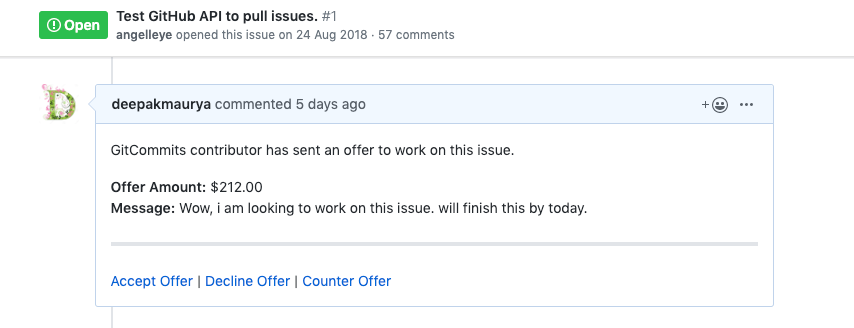 Open
Test GitHub API to pull issues. #1
angelleye opened this issue on 24 Aug 2018 · 57 comments
D
deepakmaurya commented 5 days ago
GitCommits contributor has sent an offer to work on this issue.
Offer Amount: $212.00
Message: Wow, i am looking to work on this issue. will finish this by today.
Accept Offer | Decline Offer | Counter Offer